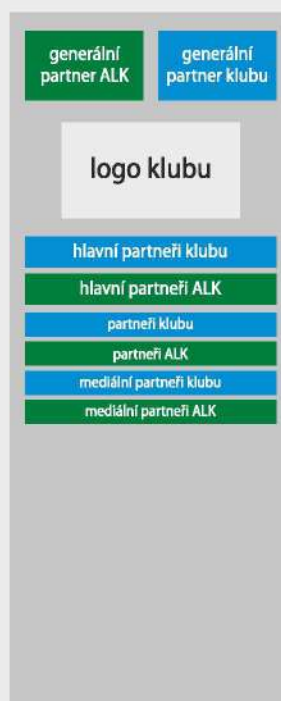 generální
partner ALK
generální
partner klubu
logo klubu
hlavní partneři klubu
hlavní partneři ALK
partneři klubu
partneři ALK
mediální partneři klubu
mediální partneři ALK